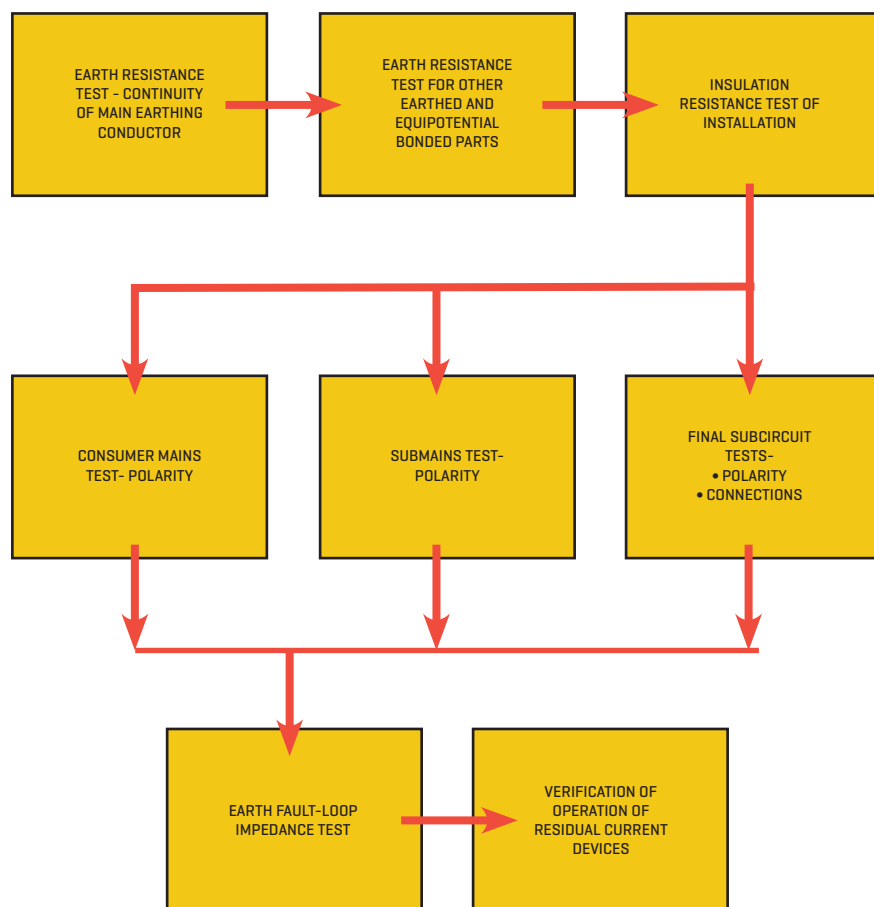 EARTH RESISTANCE
TEST - CONTINUITY
OF MAIN EARTHING
CONDUCTOR
EARTH RESISTANCE
TEST FOR OTHER
EARTHED AND
EQUIPOTENTIAL
BONDED PARTS
INSULATION
RESISTANCE TEST OF
INSTALLATION
CONSUMER MAINS
TEST- POLARITY
SUBMAINS TEST-
POLARITY
FINAL SUBCIRCUIT
TESTS-
• POLARITY
• CONNECTIONS
EARTH FAULT-LOOP
IMPEDANCE TEST
VERIFICATION OF
OPERATION OF
RESIDUAL CURRENT
DEVICES